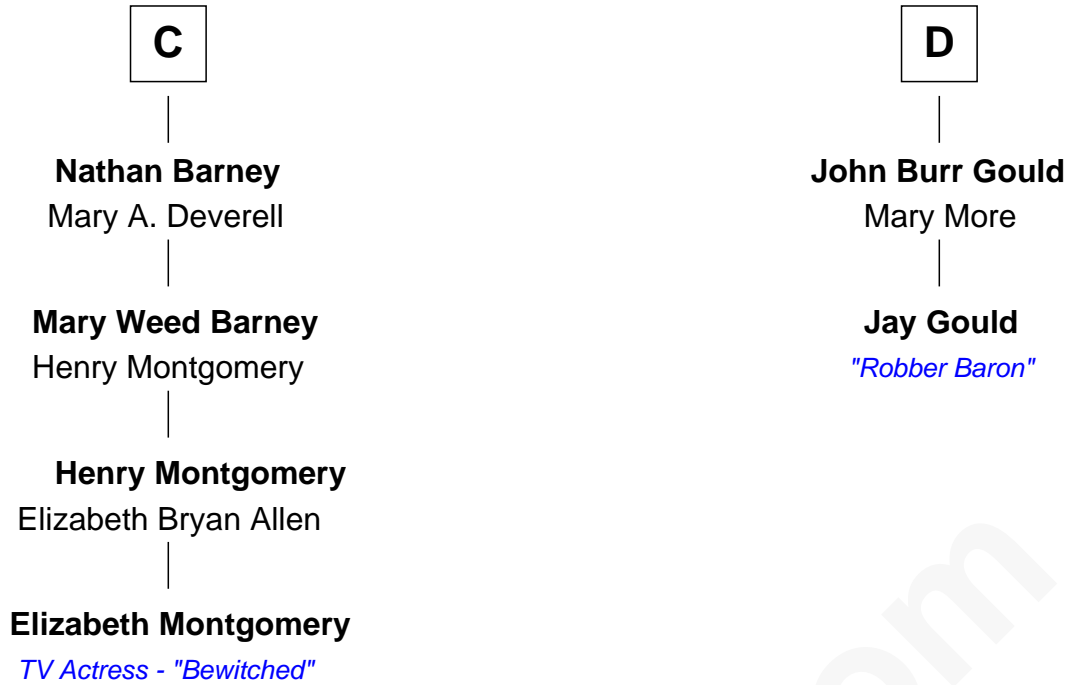 C
Nathan Barney
Mary A. Deverell
Mary Weed Barney
Henry Montgomery
Henry Montgomery
Elizabeth Bryan Allen
Elizabeth Montgomery
TV Actress - "Bewitched"
D
John Burr Gould
Mary More
Jay Gould
"Robber Baron"
om